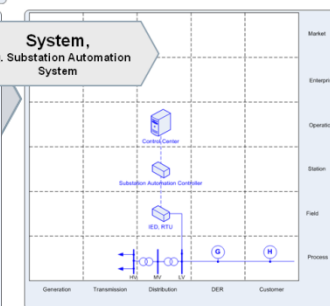 System,
. Substation Automation
System
Market
Enterpri
Operatio
Control Center
Station
Substation Automation Controller
Field
IED, RTU
G
H
Process
HV
MV
LV
Generation
Transmission
Distribution
DER
Customer